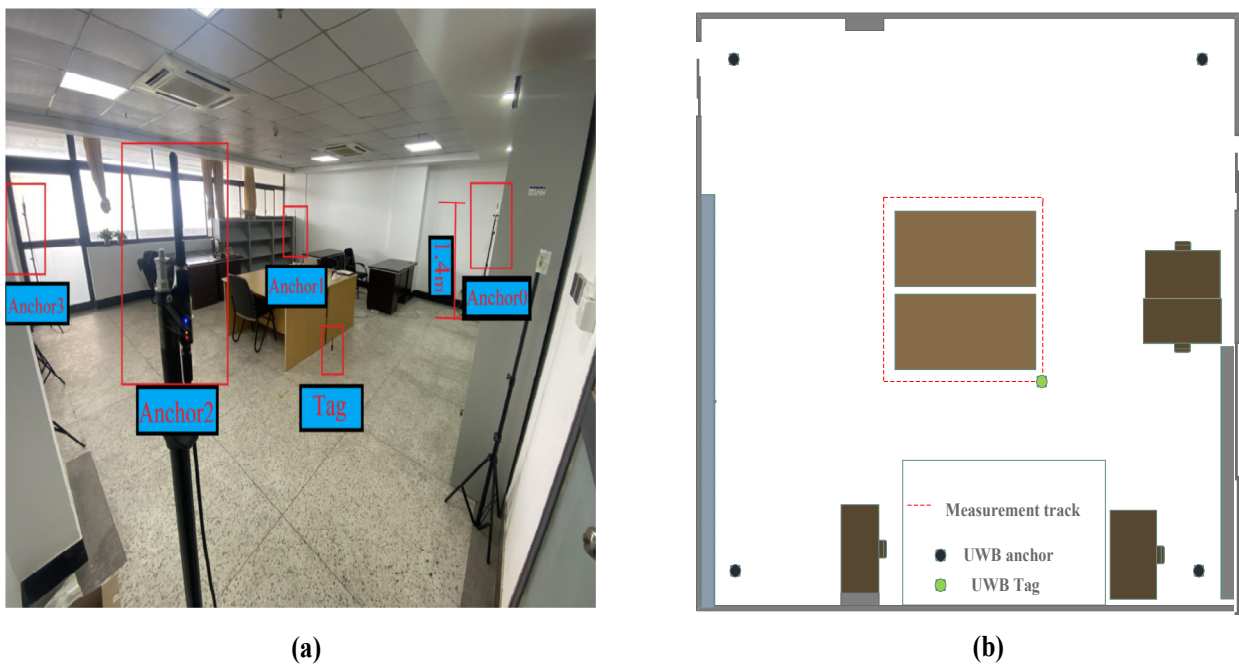 Anchor3
Anchor2
Anchor1
Tag
1.4m
Anchor0
Measurement track
UWB anchor
UWB Tag
(a)
(b)